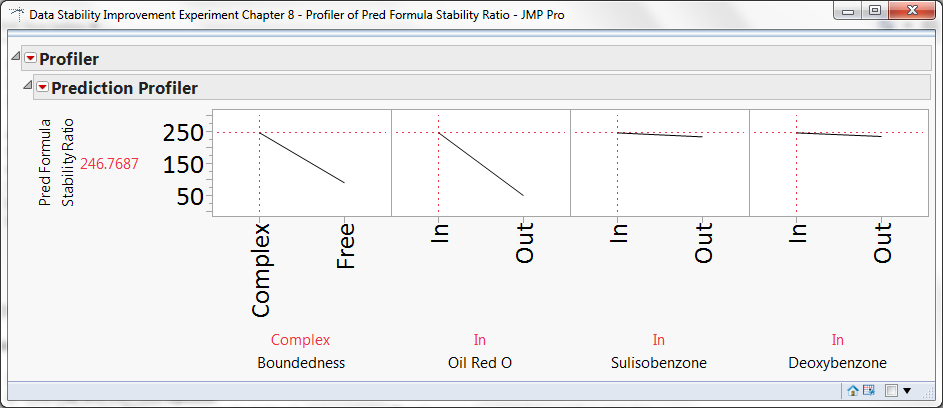 Data Stability Improvement Experiment Chapter 8 - Profiler of Pred Formula Stability Ratio - JMP Pro
Profiler
Prediction Profiler
Pred Formula
Stability Ratio
246.7687
250
150
50
Complex
Free
In
Out
In
Out
In
Out
Complex
In
In
In
Boundedness
Oil Red O
Sulisobenzone
Deoxybenzone